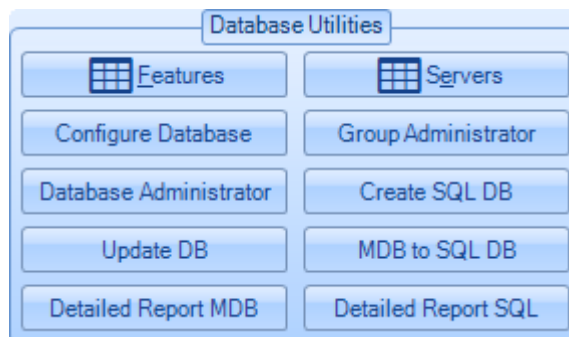 Database Utilities
Features Servers
Configure Database Group Administrator
Database Administrator Create SQL DB
Update DB MDB to SQL DB
Detailed Report MDB Detailed Report SQL